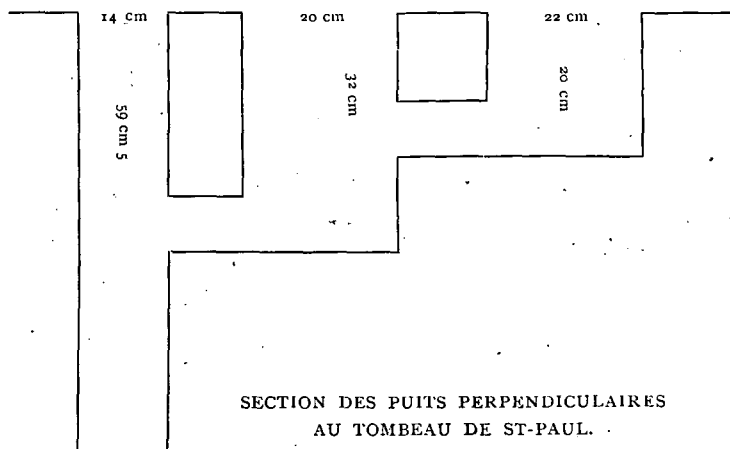 14 cm 20 cm 22 cm
59 cm 5
32 cm
20 cm
SECTION DES PUITS PERPENDICULAIRES
AU TOMBEAU DE ST-PAUL.